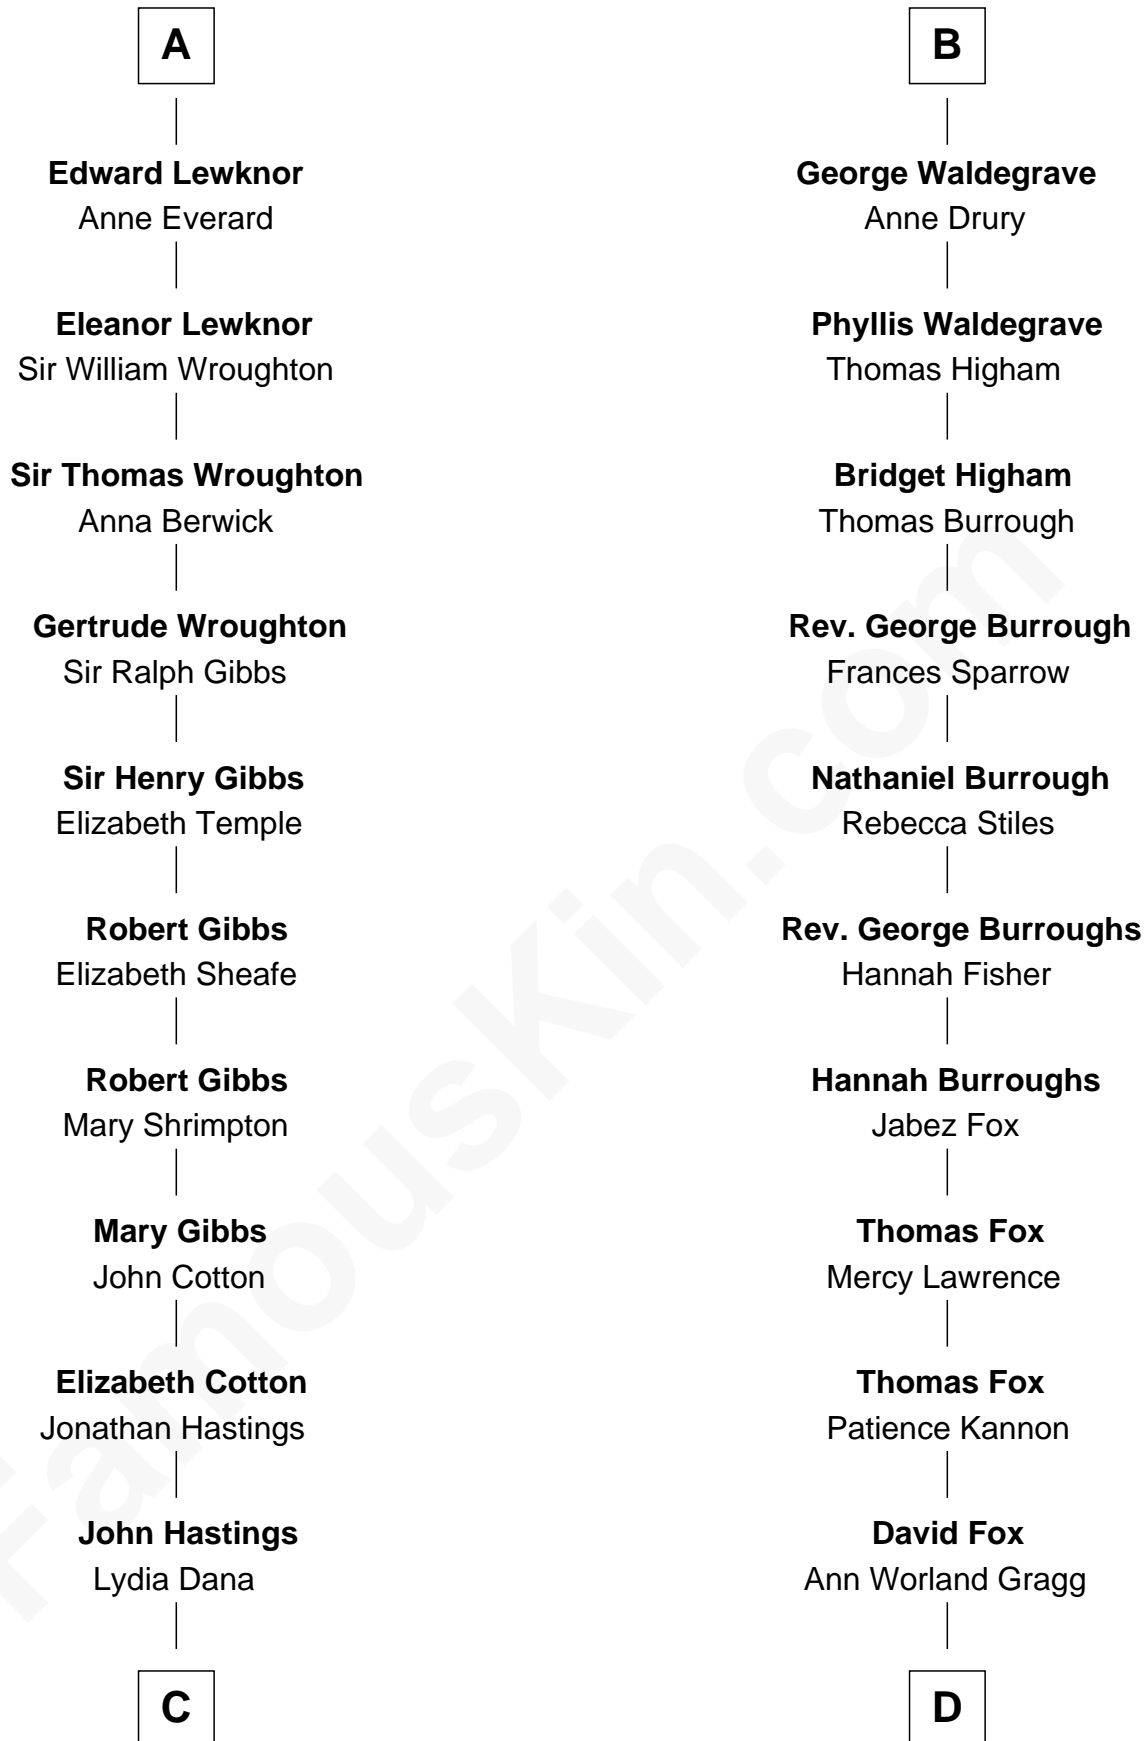 A
Edward Lewknor
Anne Everard
Eleanor Lewknor
Sir William Wroughton
Sir Thomas Wroughton
Anna Berwick
Gertrude Wroughton
Sir Ralph Gibbs
Sir Henry Gibbs
Elizabeth Temple
Robert Gibbs
Elizabeth Sheafe
Robert Gibbs
Mary Shrimpton
Mary Gibbs
John Cotton
Elizabeth Cotton
Jonathan Hastings
John Hastings
Lydia Dana
C
B
George Waldegrave
Anne Drury
Phyllis Waldegrave
Thomas Higham
Bridget Higham
Thomas Burrough
Rev. George Burrough
Frances Sparrow
Nathaniel Burrough
Rebecca Stiles
Rev. George Burroughs
Hannah Fisher
Hannah Burroughs
Jabez Fox
Thomas Fox
Mercy Lawrence
Thomas Fox
Patience Kannon
David Fox
Ann Worland Gragg
D
FamousKin.com